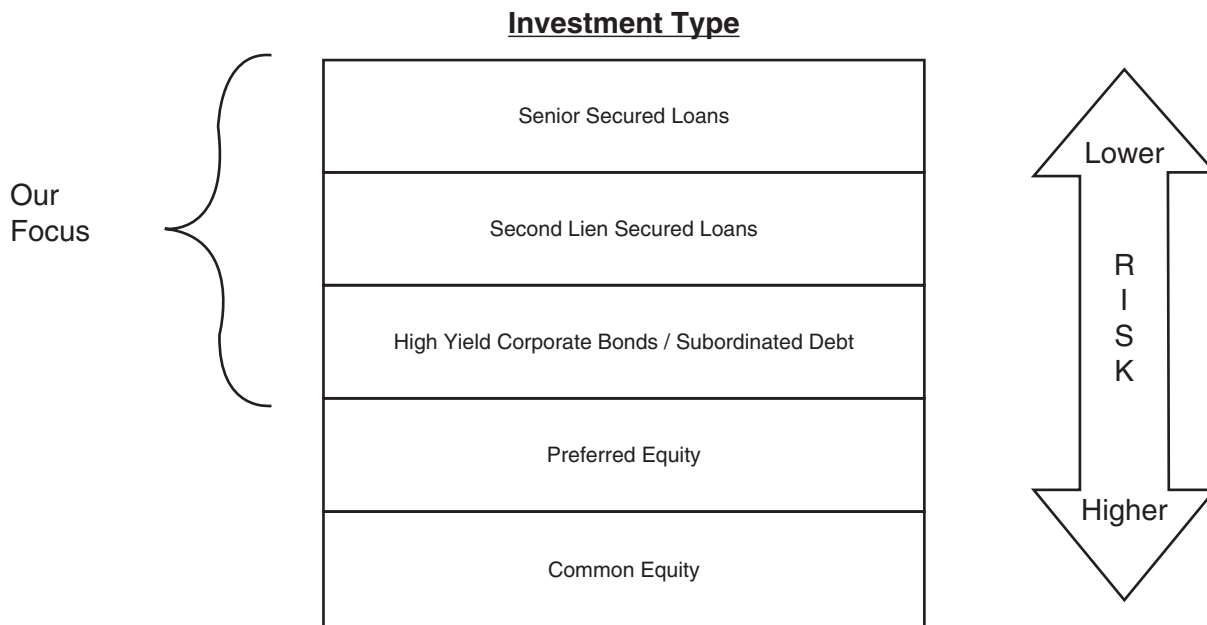 Investment Type
Senior Secured Loans
Lower
Our
Focus
Second Lien Secured Loans
R
I
S
K
High Yield Corporate Bonds / Subordinated Debt
Preferred Equity
Higher
Common Equity